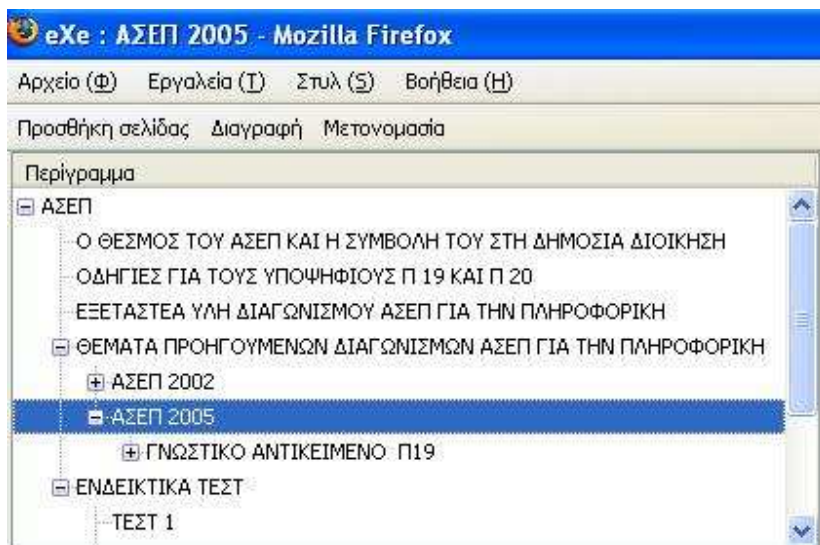 eXe : ΑΣΕΠ 2005 - Mozilla Firefox
Αρχείο (Φ) Εργαλεία (T) Στυλ (S) Βοήθεια (H)
Προσθήκη σελίδας Διαγραφή Μετονομασία
Περίγραμμα
ΑΣΕΠ
Ο ΘΕΣΜΟΣ ΤΟΥ ΑΣΕΠ ΚΑΙ Η ΣΥΜΒΟΛΗ ΤΟΥ ΣΤΗ ΔΗΜΟΣΙΑ ΔΙΟΙΚΗΣΗ
ΟΔΗΓΙΕΣ ΓΙΑ ΤΟΥΣ ΥΠΟΨΗΦΙΟΥΣ Π 19 ΚΑΙ Π 20
ΕΞΕΤΑΣΤΕΑ ΥΛΗ ΔΙΑΓΩΝΙΣΜΟΥ ΑΣΕΠ ΓΙΑ ΤΗΝ ΠΛΗΡΟΦΟΡΙΚΗ
ΘΕΜΑΤΑ ΠΡΟΗΓΟΥΜΕΝΩΝ ΔΙΑΓΩΝΙΣΜΩΝ ΑΣΕΠ ΓΙΑ ΤΗΝ ΠΛΗΡΟΦΟΡΙΚΗ
ΑΣΕΠ 2002
ΑΣΕΠ 2005
ΓΝΩΣΤΙΚΟ ΑΝΤΙΚΕΙΜΕΝΟ Π19
ΕΝΔΕΙΚΤΙΚΑ ΤΕΣΤ
ΤΕΣΤ 1